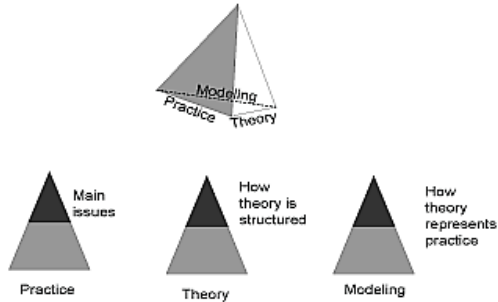 Modeling
Practice
Theory
Main
issues
Practice
How
theory is
structured
Theory
How
theory
represents
practice
Modeling